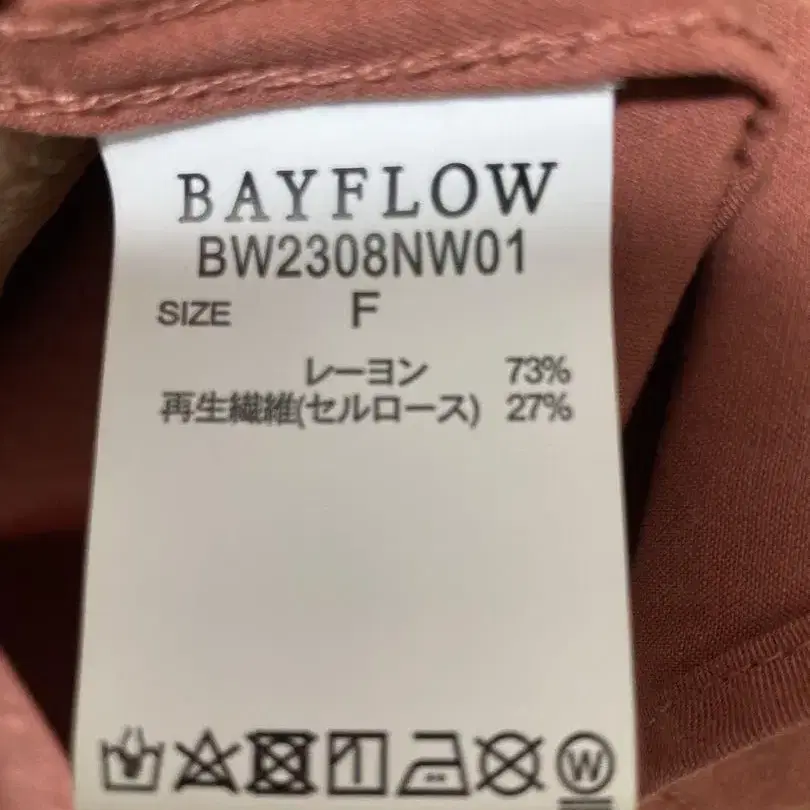 BAYFLOW
BW2308NW01
SIZE F
レーヨン 73%
再生繊維(セルロース) 27%
W